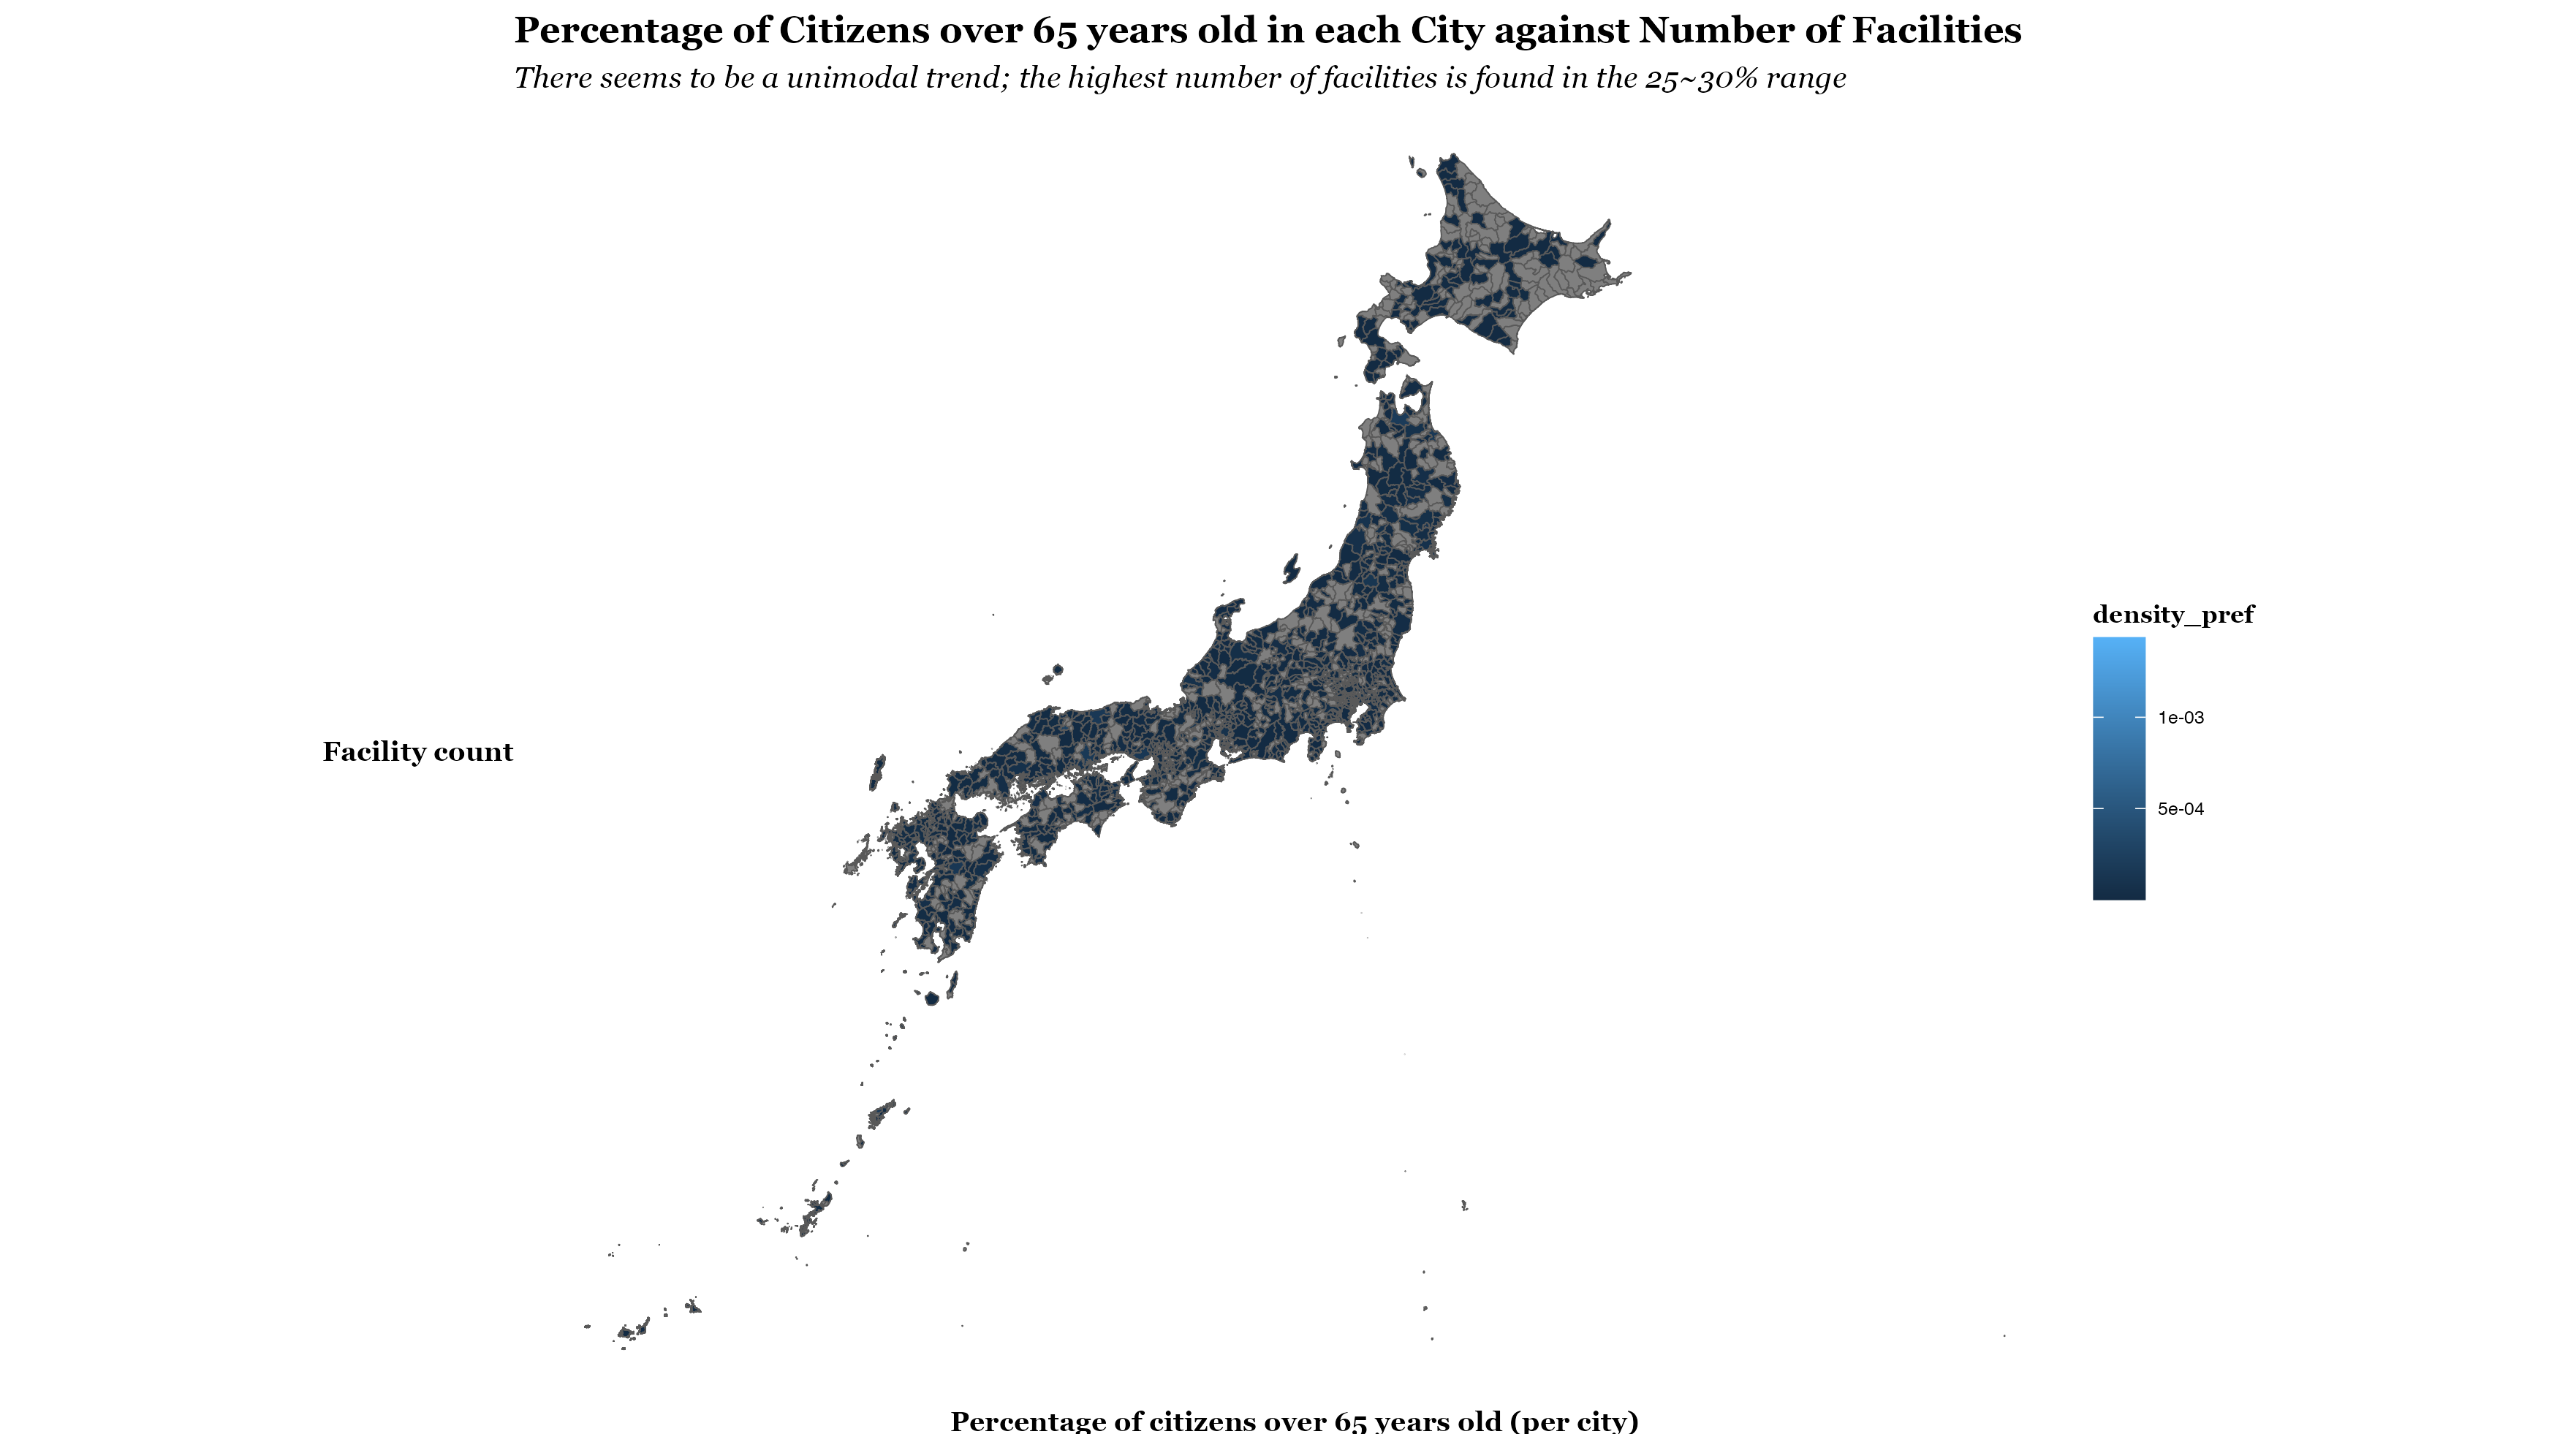 Percentage of Citizens over 65 years old in each City against Number of Facilities
There seems to be a unimodal trend; the highest number of facilities is found in the 25~30% range
density_pref
1e-03
5e-04
Facility count
Percentage of citizens over 65 years old (per city)